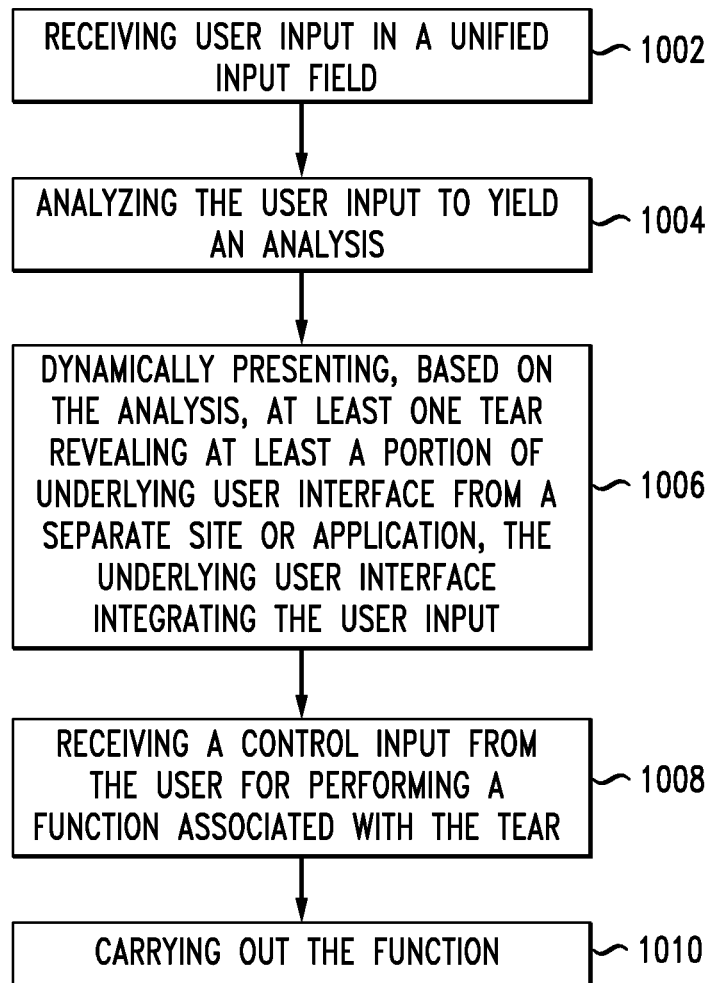 RECEIVING USER INPUT IN A UNIFIED
INPUT FIELD
1002
ANALYZING THE USER INPUT TO YIELD
AN ANALYSIS
1004
DYNAMICALLY PRESENTING, BASED ON
THE ANALYSIS, AT LEAST ONE TEAR
REVEALING AT LEAST A PORTION OF
UNDERLYING USER INTERFACE FROM A
SEPARATE SITE OR APPLICATION, THE
UNDERLYING USER INTERFACE
INTEGRATING THE USER INPUT
1006
RECEIVING A CONTROL INPUT FROM
THE USER FOR PERFORMING A
FUNCTION ASSOCIATED WITH THE TEAR
1008
CARRYING OUT THE FUNCTION
1010